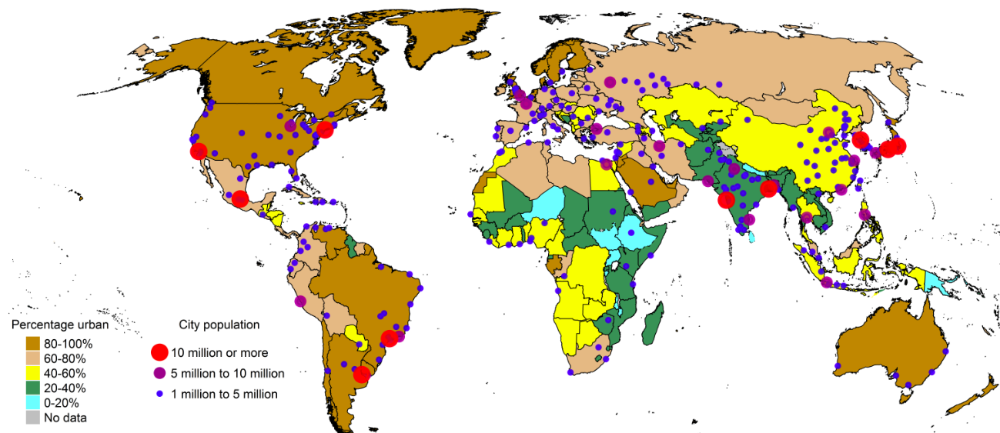 Percentage urban
80-100%
60-80%
40-60%
20-40%
0-20%
No data
City population
10 million or more
5 million to 10 million
1 million to 5 million